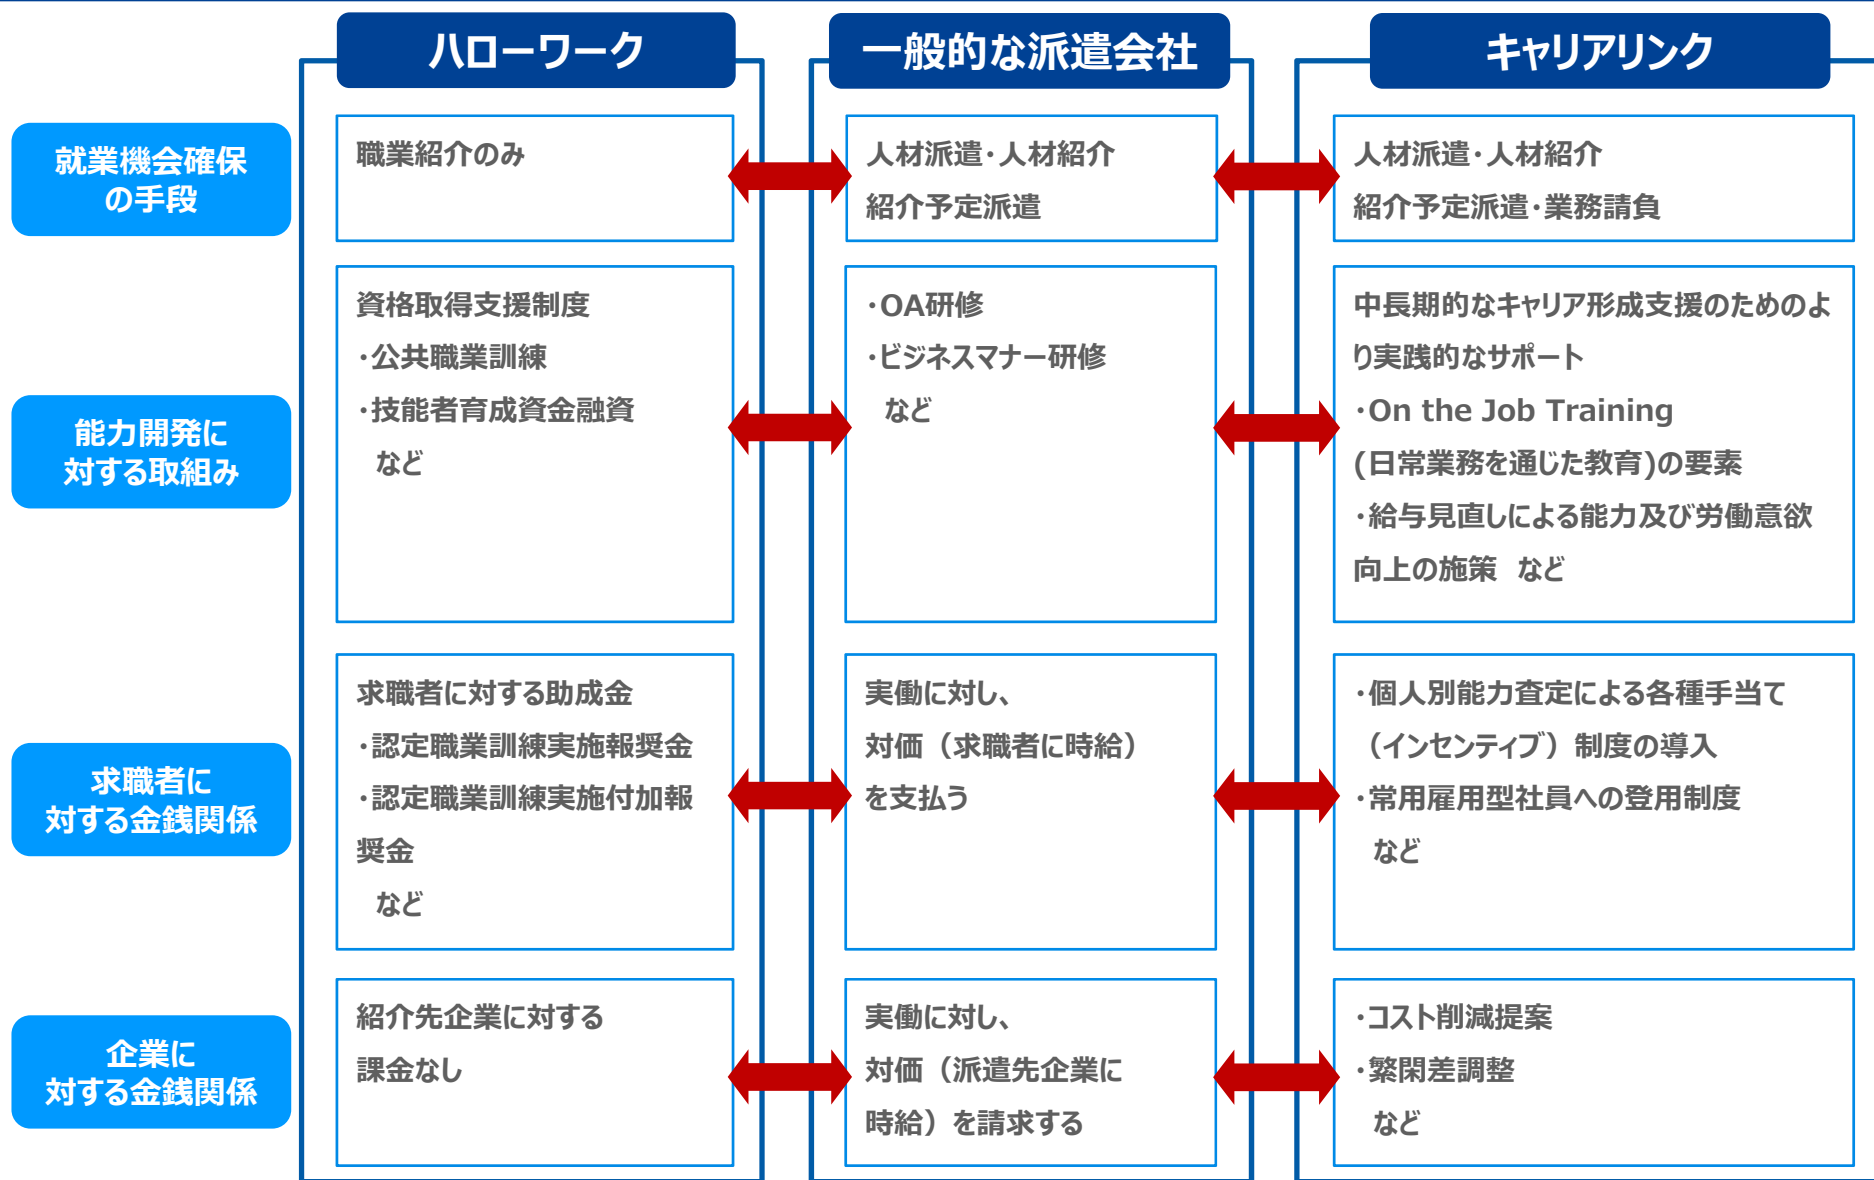 ハローワーク
一般的な派遣会社
キャリアリンク
就業機会確保
の手段
職業紹介のみ
人材派遣・人材紹介
紹介予定派遣
人材派遣・人材紹介
紹介予定派遣・業務請負
能力開発に
対する取組み
資格取得支援制度
・公共職業訓練
・技能者育成資金融資
など
・OA研修
・ビジネスマナー研修
など
中長期的なキャリア形成支援のためのよ
り実践的なサポート
・On the Job Training
(日常業務を通じた教育)の要素
・給与見直しによる能力及び労働意欲
向上の施策 など
求職者に
対する金銭関係
求職者に対する助成金
・認定職業訓練実施報奨金
・認定職業訓練実施付加報
奨金
など
実働に対し、
対価（求職者に時給）
を支払う
・個人別能力査定による各種手当て
（インセンティブ）制度の導入
・常用雇用型社員への登用制度
など
企業に
対する金銭関係
紹介先企業に対する
課金なし
実働に対し、
対価（派遣先企業に
時給）を請求する
・コスト削減提案
・繁閑差調整
など